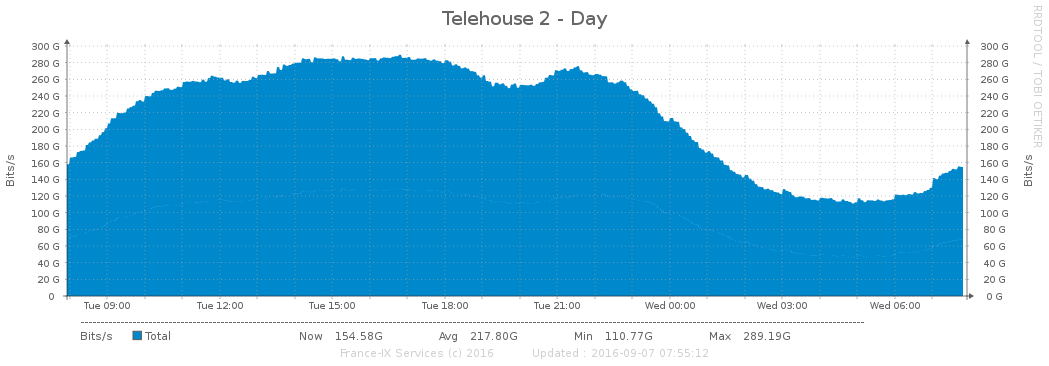 Telehouse 2 - Day
RRDTOOL / TOBI OETIKER
Bits/s
300 G 300 G
280 G 280 G
260 G 260 G
240 G 240 G
220 G 220 G
200 G 200 G
180 G 180 G
160 G 160 G
140 G 140 G
120 G 120 G
100 G 100 G
80 G 80 G
60 G 60 G
40 G 40 G
20 G 20 G
0 0 G
Bits/s
Tue 09:00 Tue 12:00 Tue 15:00 Tue 18:00 Tue 21:00 Wed 00:00 Wed 03:00 Wed 06:00
Bits/s Total Now 154.58G Avg 217.80G Min 110.77G Max 289.19G
France-IX Services (c) 2016 Updated : 2016-09-07 07:55:12